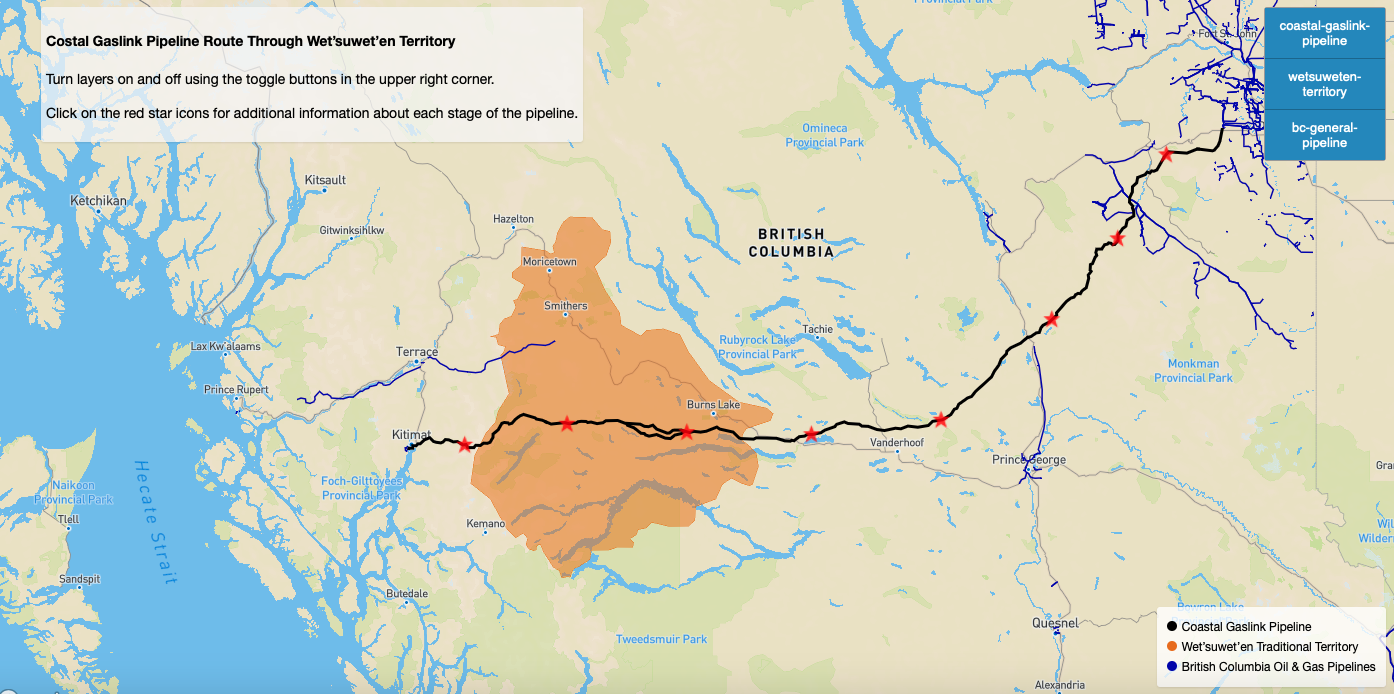 Costal Gaslink Pipeline Route Through Wet'suwet'en Territory
Turn layers on and off using the toggle buttons in the upper right corner.
Click on the red star icons for additional information about each stage of the pipeline.
coastal-gaslink-
pipeline
wetsuweten-
territory
bc-general-
pipeline
Provincial Park
Fort St. John
Omineca
Provincial Park
Kitsault
Ketchikan
Hazelton
Gitwinksihlkw
BRITISH
COLUMBIA
Moricetown
Smithers
Tachie
Rubyrock Lake
Provincial Park
Lax Kw'alaams
Terrace
Monkman
Provincial Park
Prince Rupert
Burns Lake
Kitimat
Vanderhoof
Prince George
Gra
Foch-Gilttoyees
Provincial Park
Naikoon
Provincial Park
Hecate Strait
Tlell
Kemano
Wil
Wilder
Sandspit
Butedale
Bowron Lake
Quesnel
Tweedsmuir Park
Alexandria
Coastal Gaslink Pipeline
Wet'suwet'en Traditional Territory
British Columbia Oil & Gas Pipelines